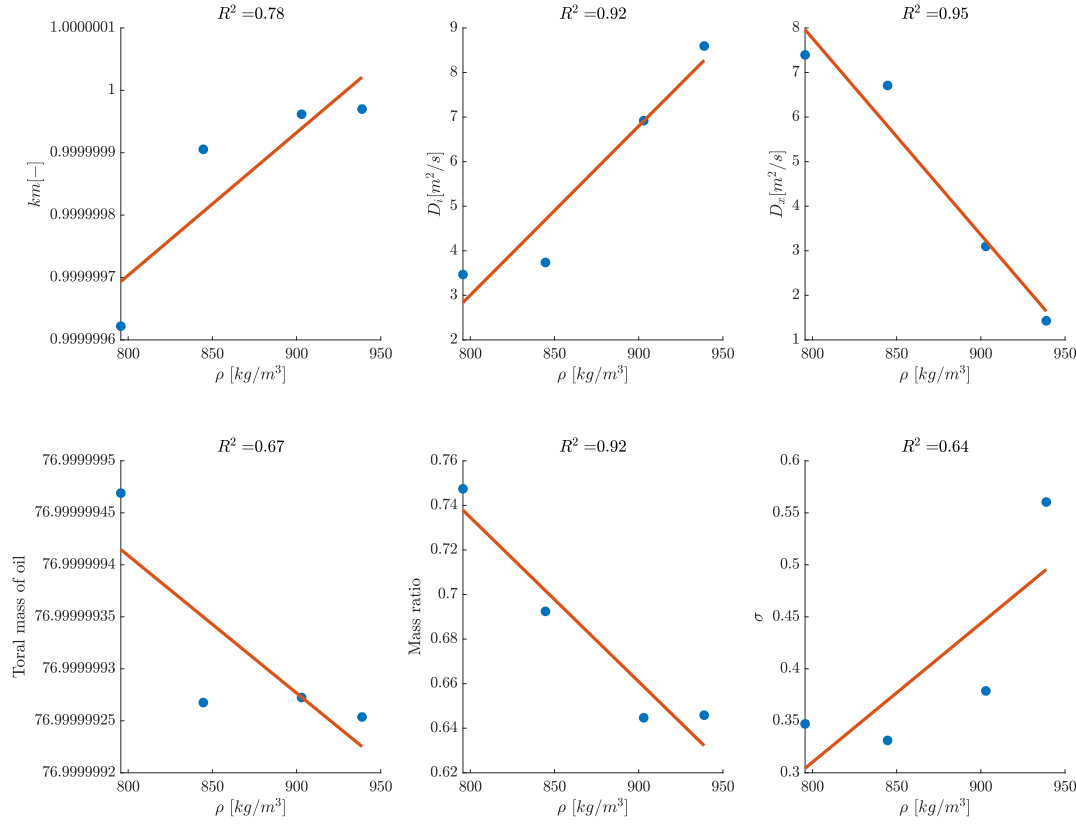 R² =0.78
1.0000001
1
0.9999999
0.9999998
0.9999997
0.9999996
km[−]
800 850 900 950
ρ [kg/m³]
R² =0.92
9
8
7
6
5
4
3
2
D_i[m²/s]
800 850 900 950
ρ [kg/m³]
R² =0.95
8
7
6
5
4
3
2
1
D_x[m²/s]
800 850 900 950
ρ [kg/m³]
R² =0.67
76.9999995
76.99999945
76.9999994
76.99999935
76.9999993
76.99999925
76.9999992
Toral mass of oil
800 850 900 950
ρ [kg/m³]
R² =0.92
0.76
0.74
0.72
0.7
0.68
0.66
0.64
0.62
Mass ratio
800 850 900 950
ρ [kg/m³]
R² =0.64
0.6
0.55
0.5
0.45
0.4
0.35
0.3
σ
800 850 900 950
ρ [kg/m³]